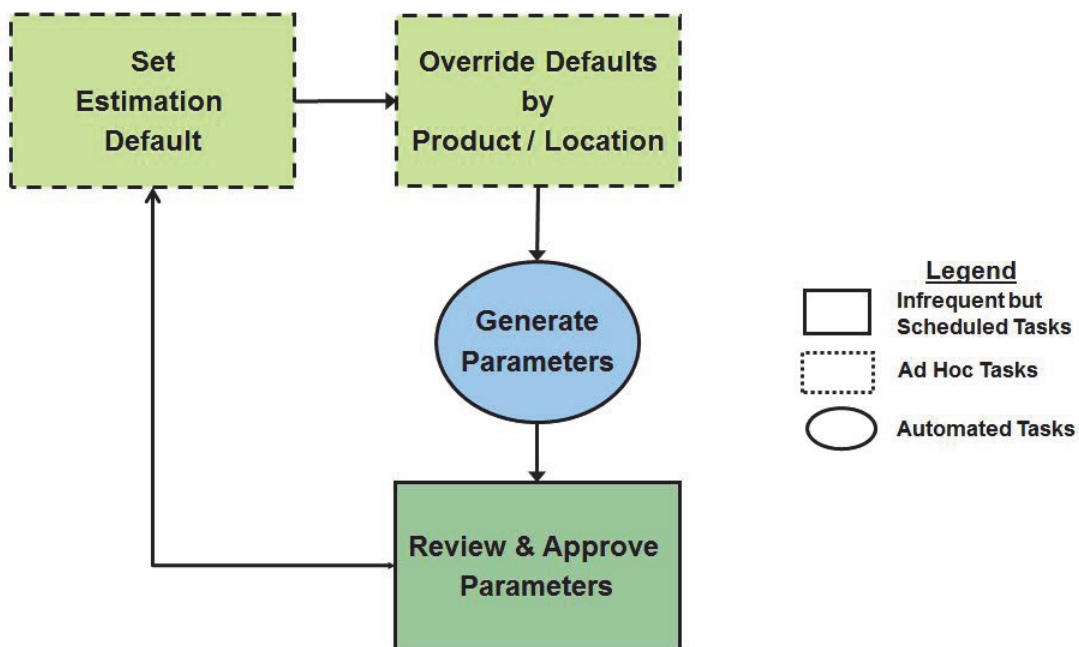 Set
Estimation
Default
Override Defaults
by
Product / Location
Generate
Parameters
Review & Approve
Parameters
Legend
Infrequent but
Scheduled Tasks
Ad Hoc Tasks
Automated Tasks